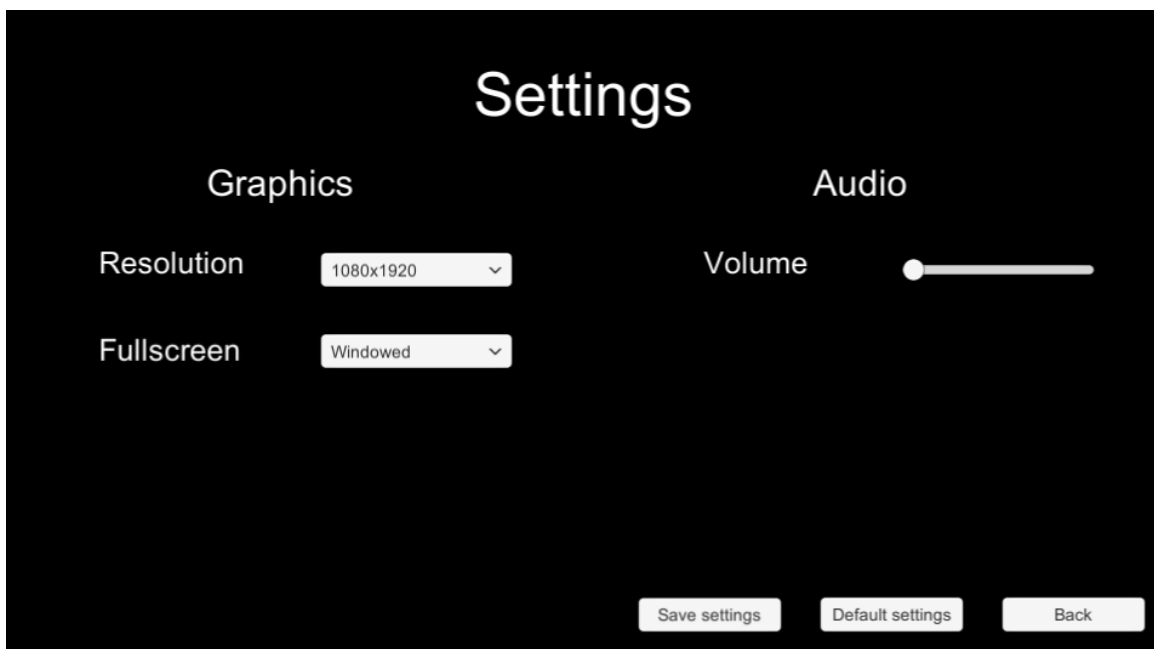 Settings
Graphics
Audio
Resolution
1080x1920
Volume
Fullscreen
Windowed
Save settings
Default settings
Back